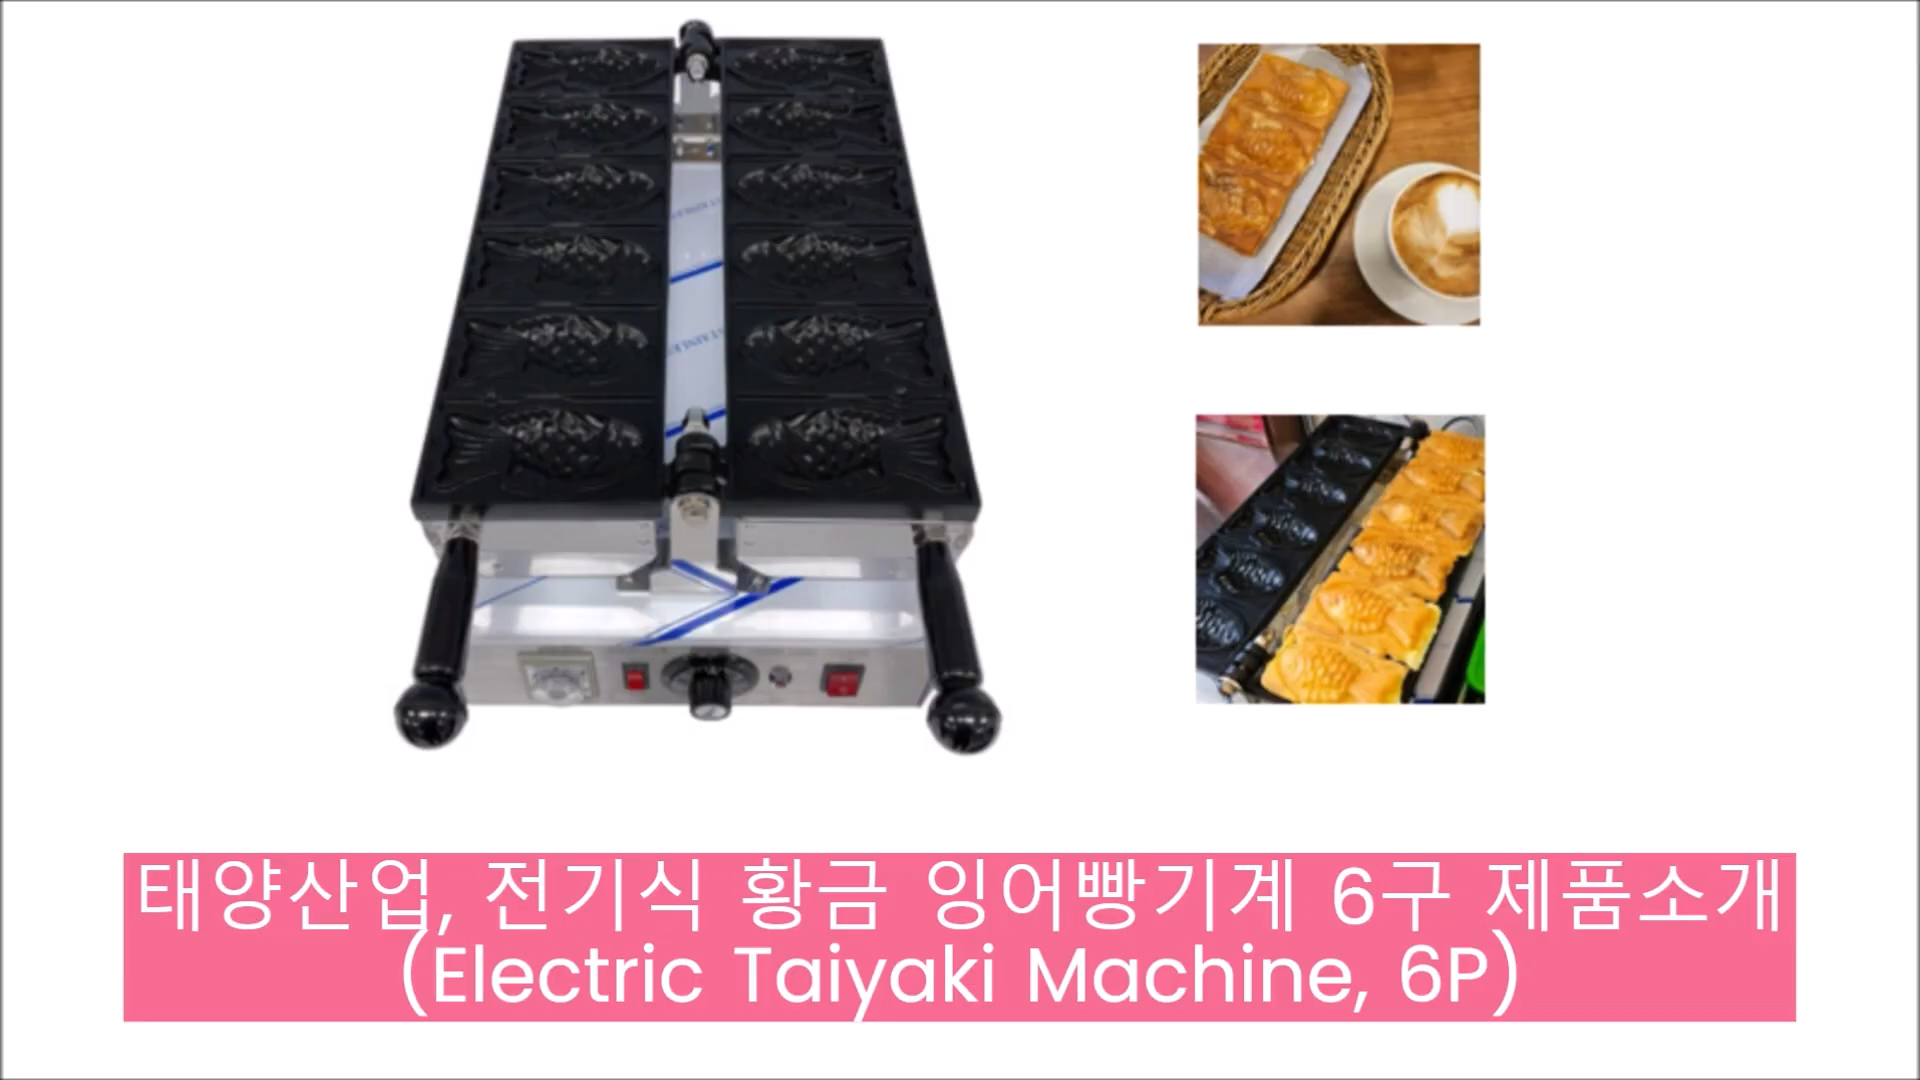 태양산업, 전기식 황금 잉어빵기계 6구 제품소개
(Electric Taiyaki Machine, 6P)